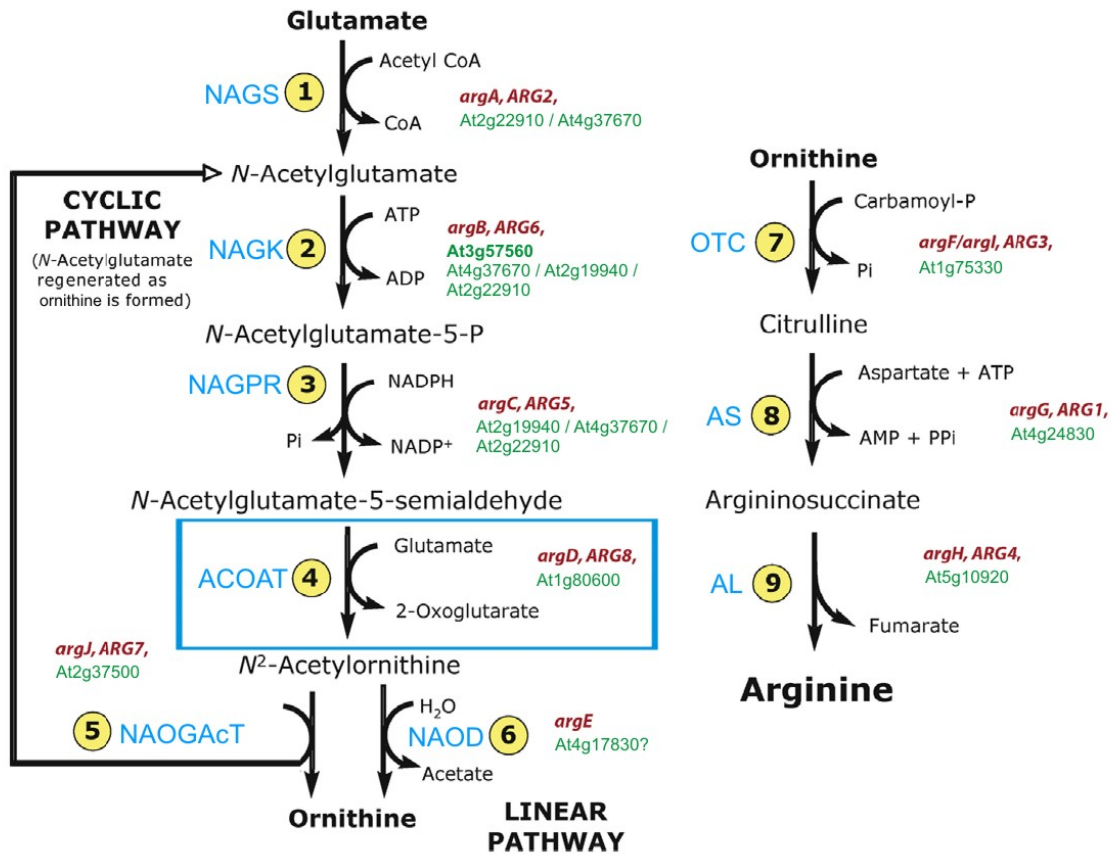 Glutamate
Acetyl CoA
NAGS 1
CoA
argA, ARG2,
At2g22910 / At4g37670
N-Acetylglutamate
CYCLIC
PATHWAY
(N-Acetylglutamate
regenerated as
ornithine is formed)
ATP
NAGK 2
ADP
argB, ARG6,
At3g57560
At4g37670 / At2g19940 /
At2g22910
N-Acetylglutamate-5-P
NAGPR 3
NADPH
Pi
NADP+
argC, ARG5,
At2g19940 / At4g37670 /
At2g22910
N-Acetylglutamate-5-semialdehyde
Glutamate
ACOAT 4
2-Oxoglutarate
argD, ARG8,
At1g80600
N²-Acetylornithine
argJ, ARG7,
At2g37500
5 NAOGAcT
H₂O
NAOD 6
Acetate
argE
At4g17830?
Ornithine
LINEAR
PATHWAY
Ornithine
Carbamoyl-P
OTC 7
Pi
argF/argI, ARG3,
At1g75330
Citrulline
Aspartate + ATP
AS 8
AMP + PPi
argG, ARG1,
At4g24830
Argininosuccinate
AL 9
argH, ARG4,
At5g10920
Fumarate
Arginine